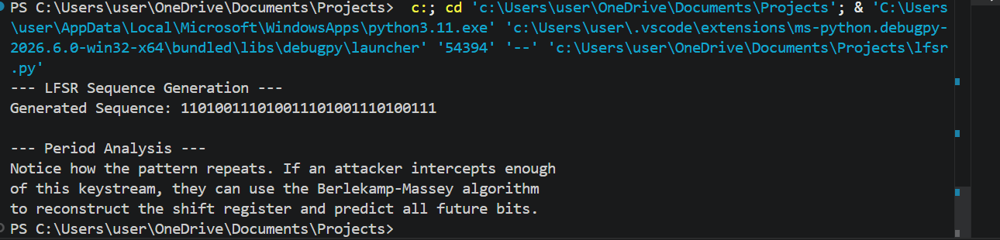 PS C:\Users\user\OneDrive\Documents\Projects>  c:; cd 'c:\Users\user\OneDrive\Documents\Projects'; & 'C:\Users
\user\AppData\Local\Microsoft\WindowsApps\python3.11.exe' 'c:\Users\user\.vscode\extensions\ms-python.debugpy-
2026.6.0-win32-x64\bundled\libs\debugpy\launcher' '54394' '--' 'c:\Users\user\OneDrive\Documents\Projects\lfsr
.py'
--- LFSR Sequence Generation ---
Generated Sequence: 110100111010011101001110100111
--- Period Analysis ---
Notice how the pattern repeats. If an attacker intercepts enough
of this keystream, they can use the Berlekamp-Massey algorithm
to reconstruct the shift register and predict all future bits.
PS C:\Users\user\OneDrive\Documents\Projects>